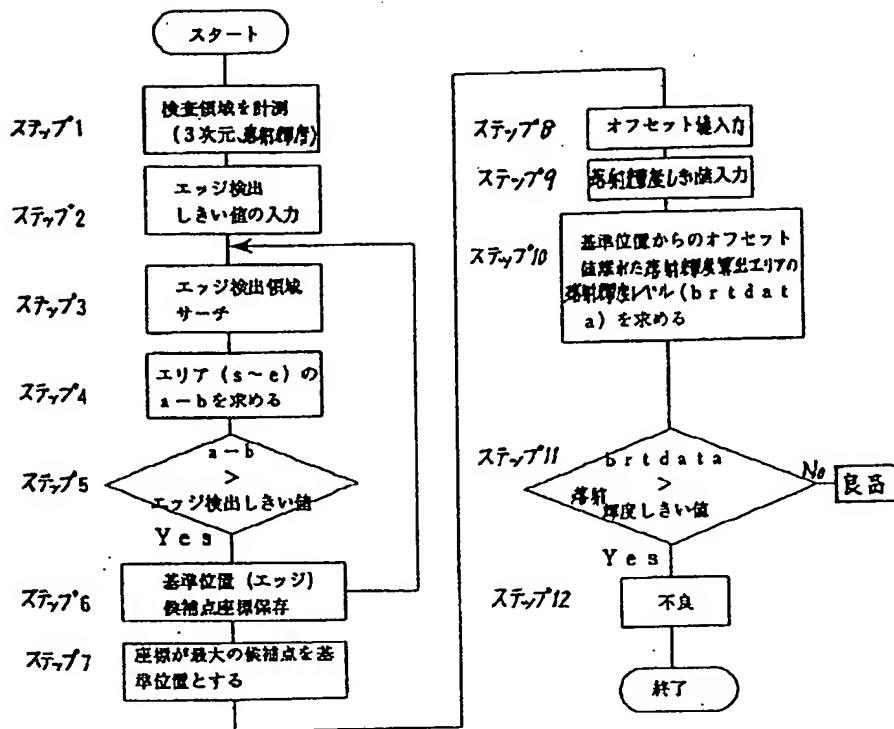 スタート
ステップ1
検査領域を計測
(3次元、落射輝度)
ステップ2
エッジ検出
しきい値の入力
ステップ3
エッジ検出領域
サーチ
ステップ4
エリア(s~e)の
a-bを求める
ステップ5
a-b
>
エッジ検出しきい値
Yes
ステップ6
基準位置(エッジ)
候補点座標保存
ステップ7
座標が最大の候補点を基
準位置とする
ステップ8
オフセット値入力
ステップ9
落射輝度しきい値入力
ステップ10
基準位置からのオフセット
値離れた落射輝度算出エリアの
落射輝度レベル(brtdat
a)を求める
ステップ11
brtdata
>
落射
輝度しきい値
No
良品
Yes
ステップ12
不良
終了